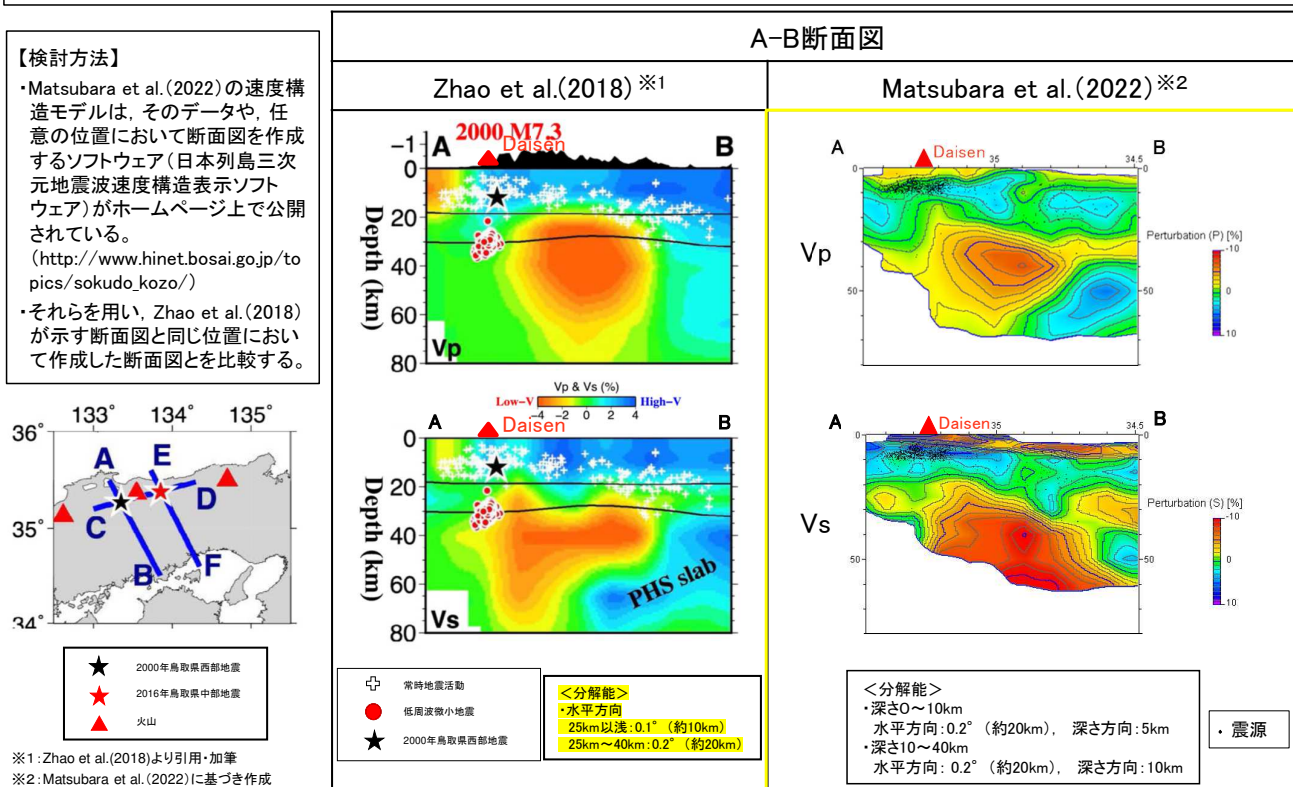 【検討方法】
・Matsubara et al.(2022)の速度構
造モデルは，そのデータや，任
意の位置において断面図を作成
するソフトウェア（日本列島三次
元地震波速度構造表示ソフト
ウェア）がホームページ上で公開
されている。
(http://www.hinet.bosai.go.jp/to
pics/sokudo_kozo/)
・それらを用い，Zhao et al.(2018)
が示す断面図と同じ位置におい
て作成した断面図とを比較する。
133° 134° 135°
36°
35°
34°
A
E
D
C
B
F
2000年鳥取県西部地震
2016年鳥取県中部地震
火山
※1：Zhao et al.(2018)より引用・加筆
※2：Matsubara et al.(2022)に基づき作成
A-B断面図
Zhao et al.(2018)※1
Matsubara et al.(2022)※2
2000 M7.3
A Daisen B
-1
0
20
40
60
80
Depth (km)
Vp
Vp & Vs (%)
Low-V High-V
-4 -2 0 2 4
A Daisen B
0
20
40
60
80
Depth (km)
PHS slab
Vs
常時地震活動
低周波微小地震
2000年鳥取県西部地震
＜分解能＞
・水平方向
25km以浅：0.1°（約10km）
25km～40km：0.2°（約20km）
A Daisen 35 34.5 B
0 0
50 50
Vp
Perturbation (P) [%]
-10
0
10
A Daisen 35 34.5 B
0 0
50 50
Vs
Perturbation (S) [%]
-10
0
10
＜分解能＞
・深さ0～10km
水平方向：0.2°（約20km）， 深さ方向：5km
・深さ10～40km
水平方向：0.2°（約20km）， 深さ方向：10km
・震源